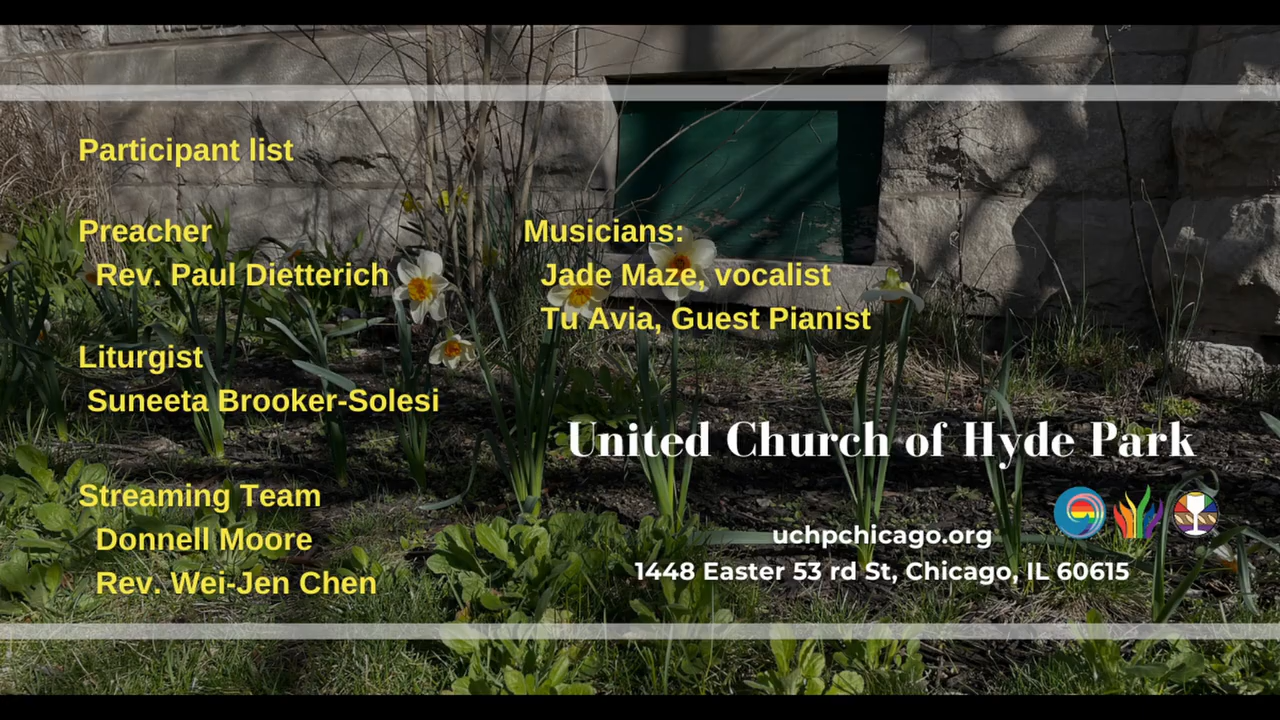 Participant list
Preacher
Rev. Paul Dietterich
Liturgist
Suneeta Brooker-Solesi
Streaming Team
Donnell Moore
Rev. Wei-Jen Chen
Musicians:
Jade Maze, vocalist
Tu Avia, Guest Pianist
United Church of Hyde Park
uchpchicago.org
1448 Easter 53 rd St, Chicago, IL 60615